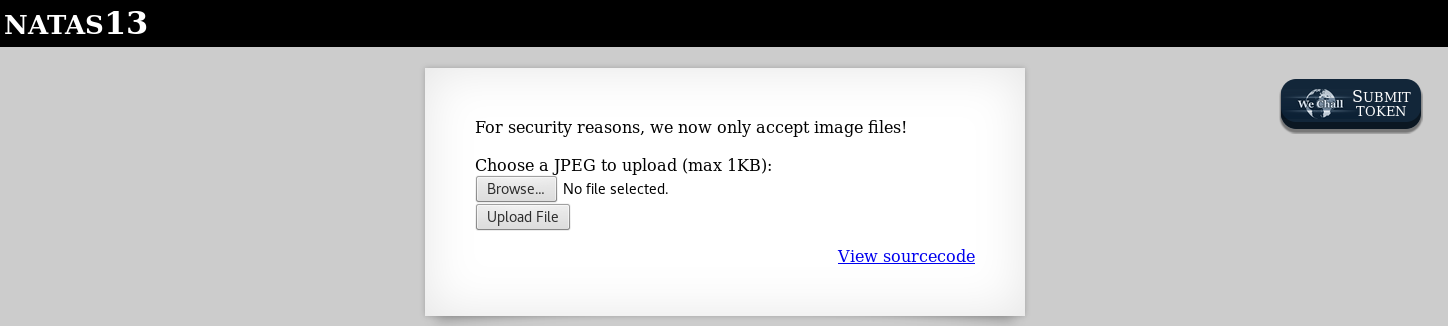 NATAS13
We Chall
SUBMIT
TOKEN
For security reasons, we now only accept image files!
Choose a JPEG to upload (max 1KB):
Browse... No file selected.
Upload File
View sourcecode